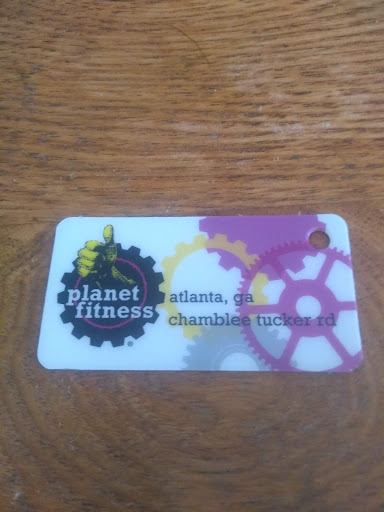 planet
fitness®
atlanta, ga
chamblee tucker rd